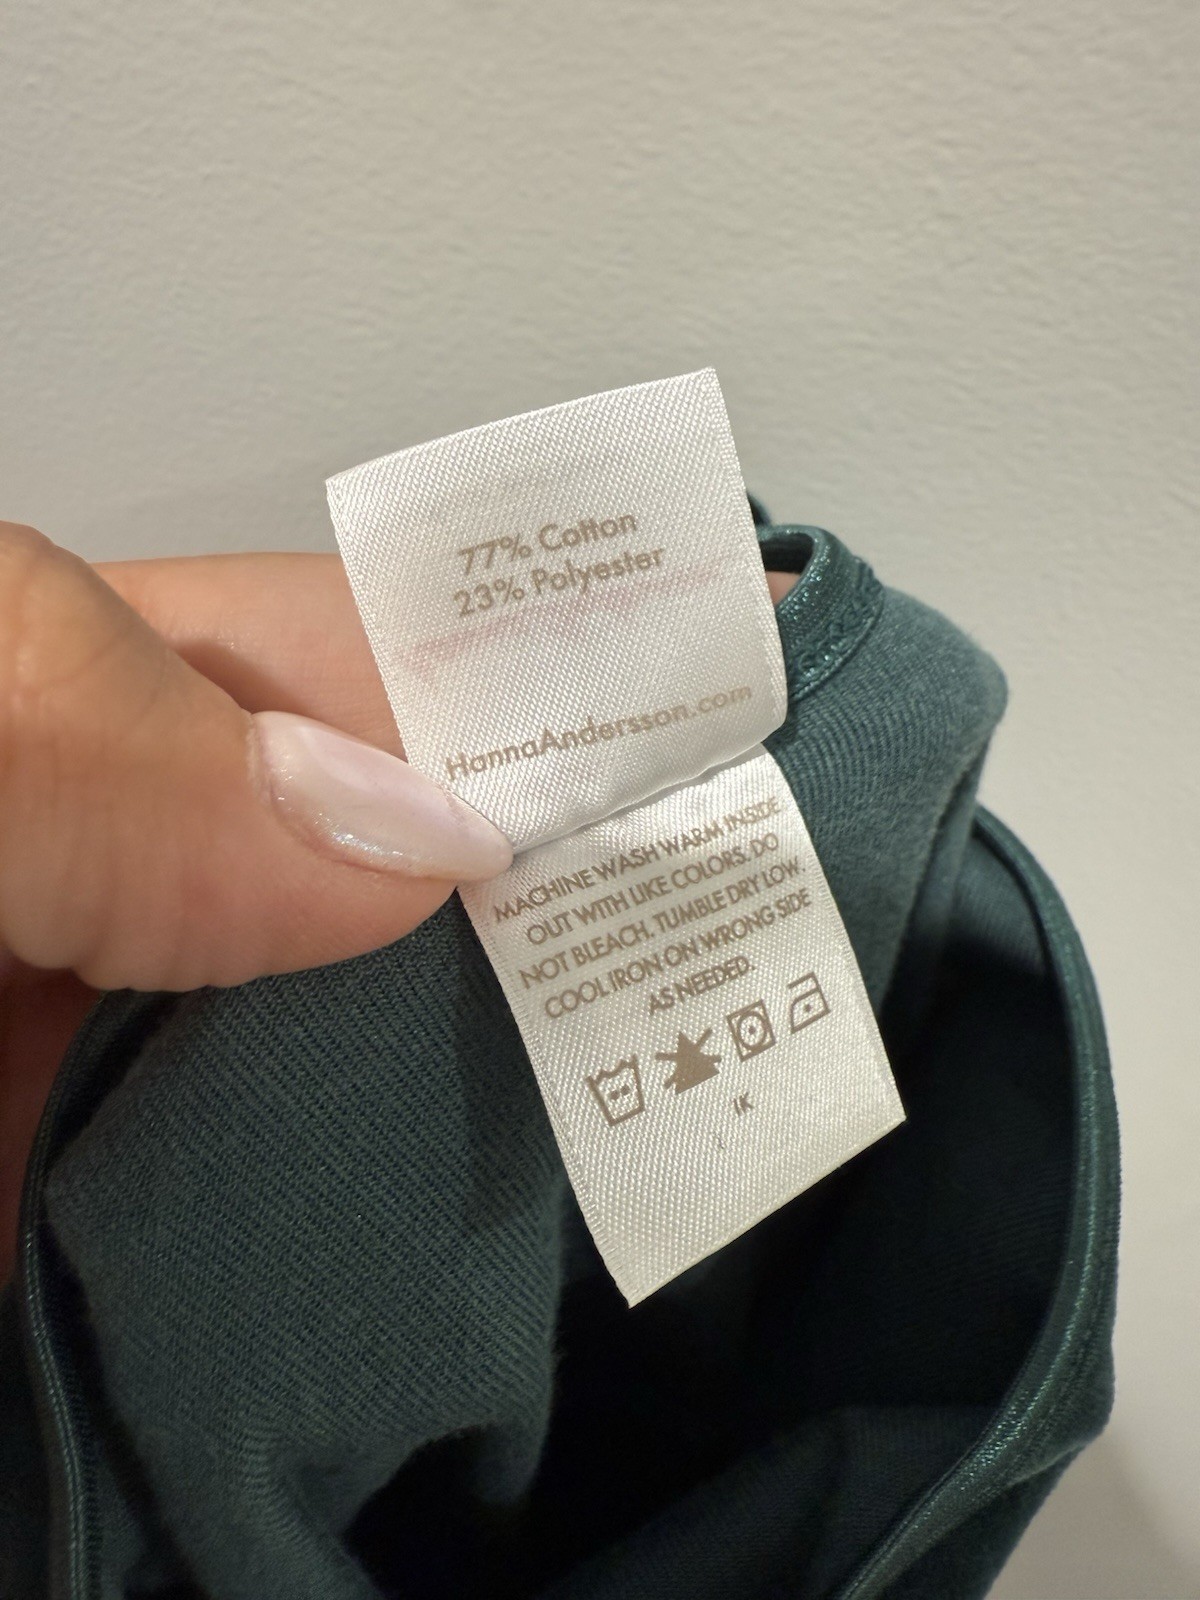 77% Cotton
23% Polyester
HannaAndersson.com
MACHINE WASH WARM INSIDE
OUT WITH LIKE COLORS. DO
NOT BLEACH. TUMBLE DRY LOW.
COOL IRON ON WRONG SIDE
AS NEEDED.
IK